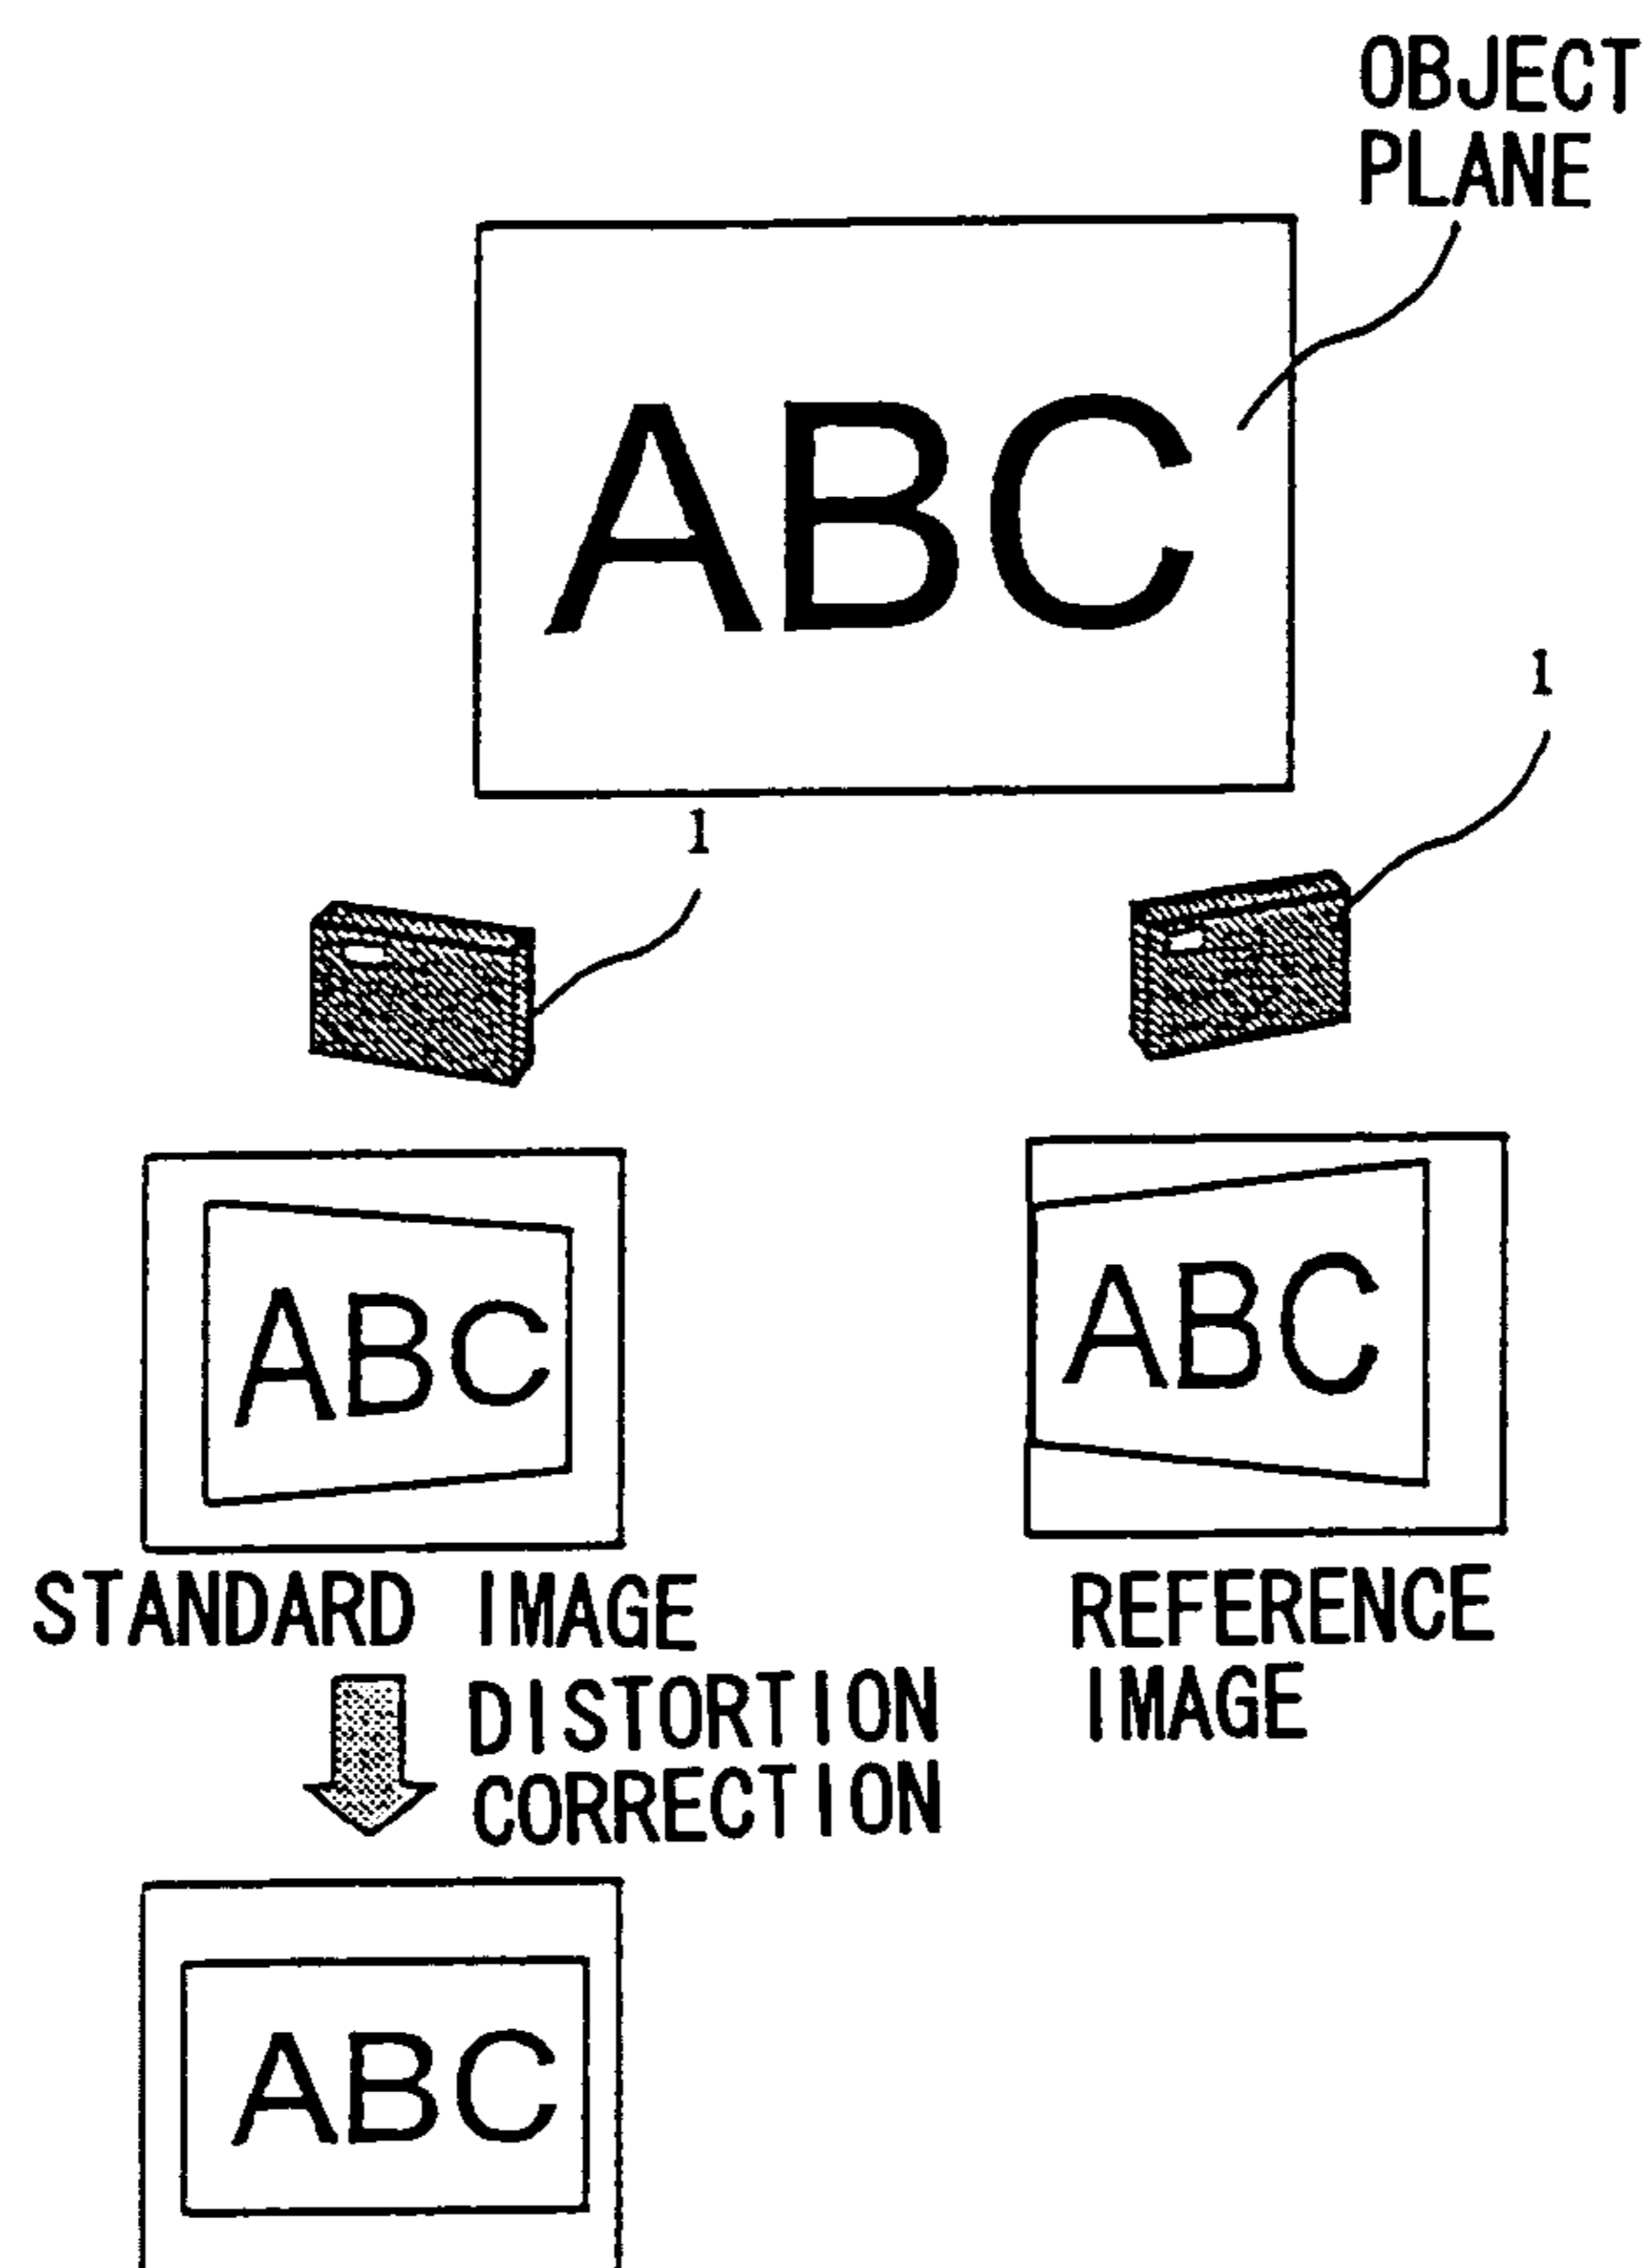 OBJECT
PLANE
ABC
1
1
ABC
ABC
STANDARD IMAGE
REFERENCE
IMAGE
DISTORTION
CORRECTION
ABC